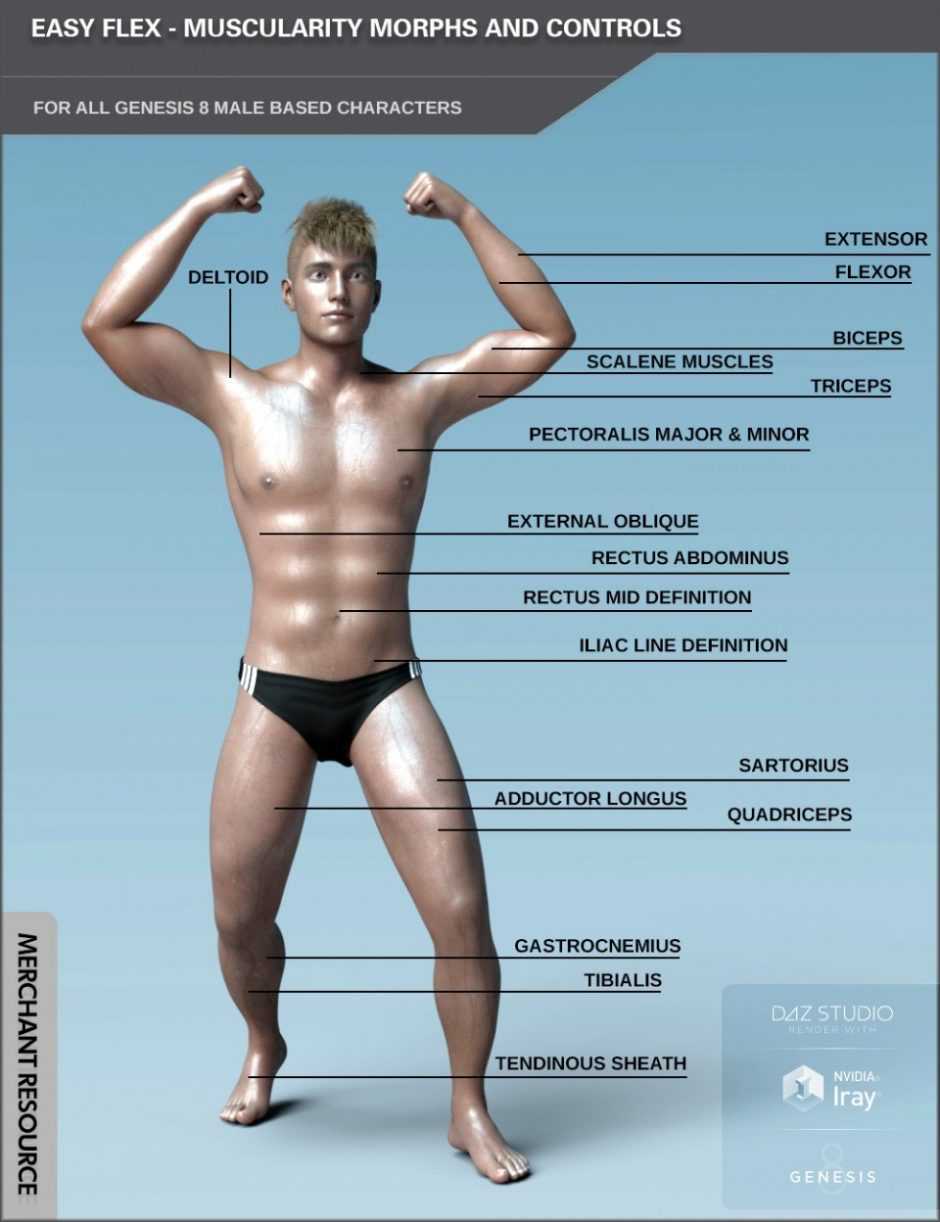 EASY FLEX - MUSCULARITY MORPHS AND CONTROLS
FOR ALL GENESIS 8 MALE BASED CHARACTERS
EXTENSOR
FLEXOR
DELTOID
BICEPS
SCALENE MUSCLES
TRICEPS
PECTORALIS MAJOR & MINOR
EXTERNAL OBLIQUE
RECTUS ABDOMINUS
RECTUS MID DEFINITION
ILIAC LINE DEFINITION
SARTORIUS
ADDUCTOR LONGUS
QUADRICEPS
GASTROCNEMIUS
TIBIALIS
TENDINOUS SHEATH
MERCHANT RESOURCE
DAZ STUDIO
RENDER WITH
NVIDIA®
Iray®
8
GENESIS